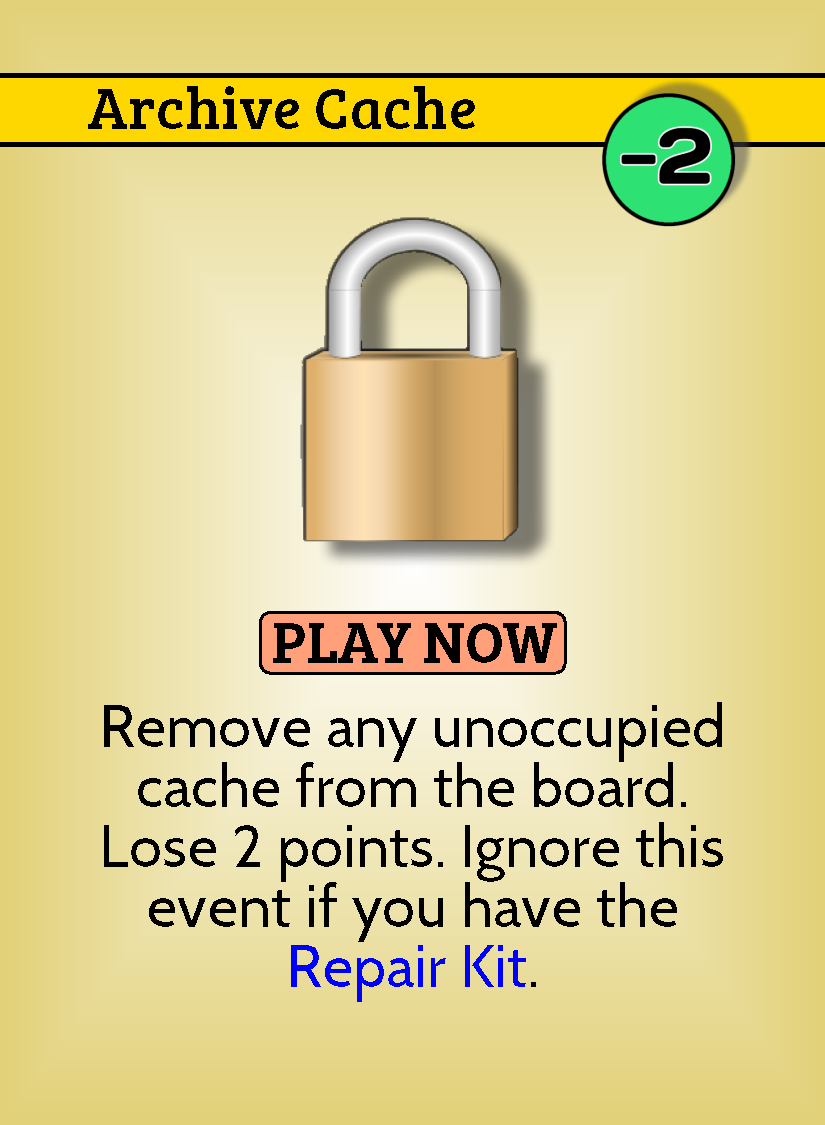 Archive Cache
-2
PLAY NOW
Remove any unoccupied
cache from the board.
Lose 2 points. Ignore this
event if you have the
Repair Kit.